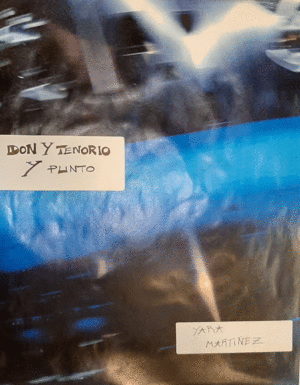 DON Y TENORIO
Y PUNTO
YARA
MARTINEZ